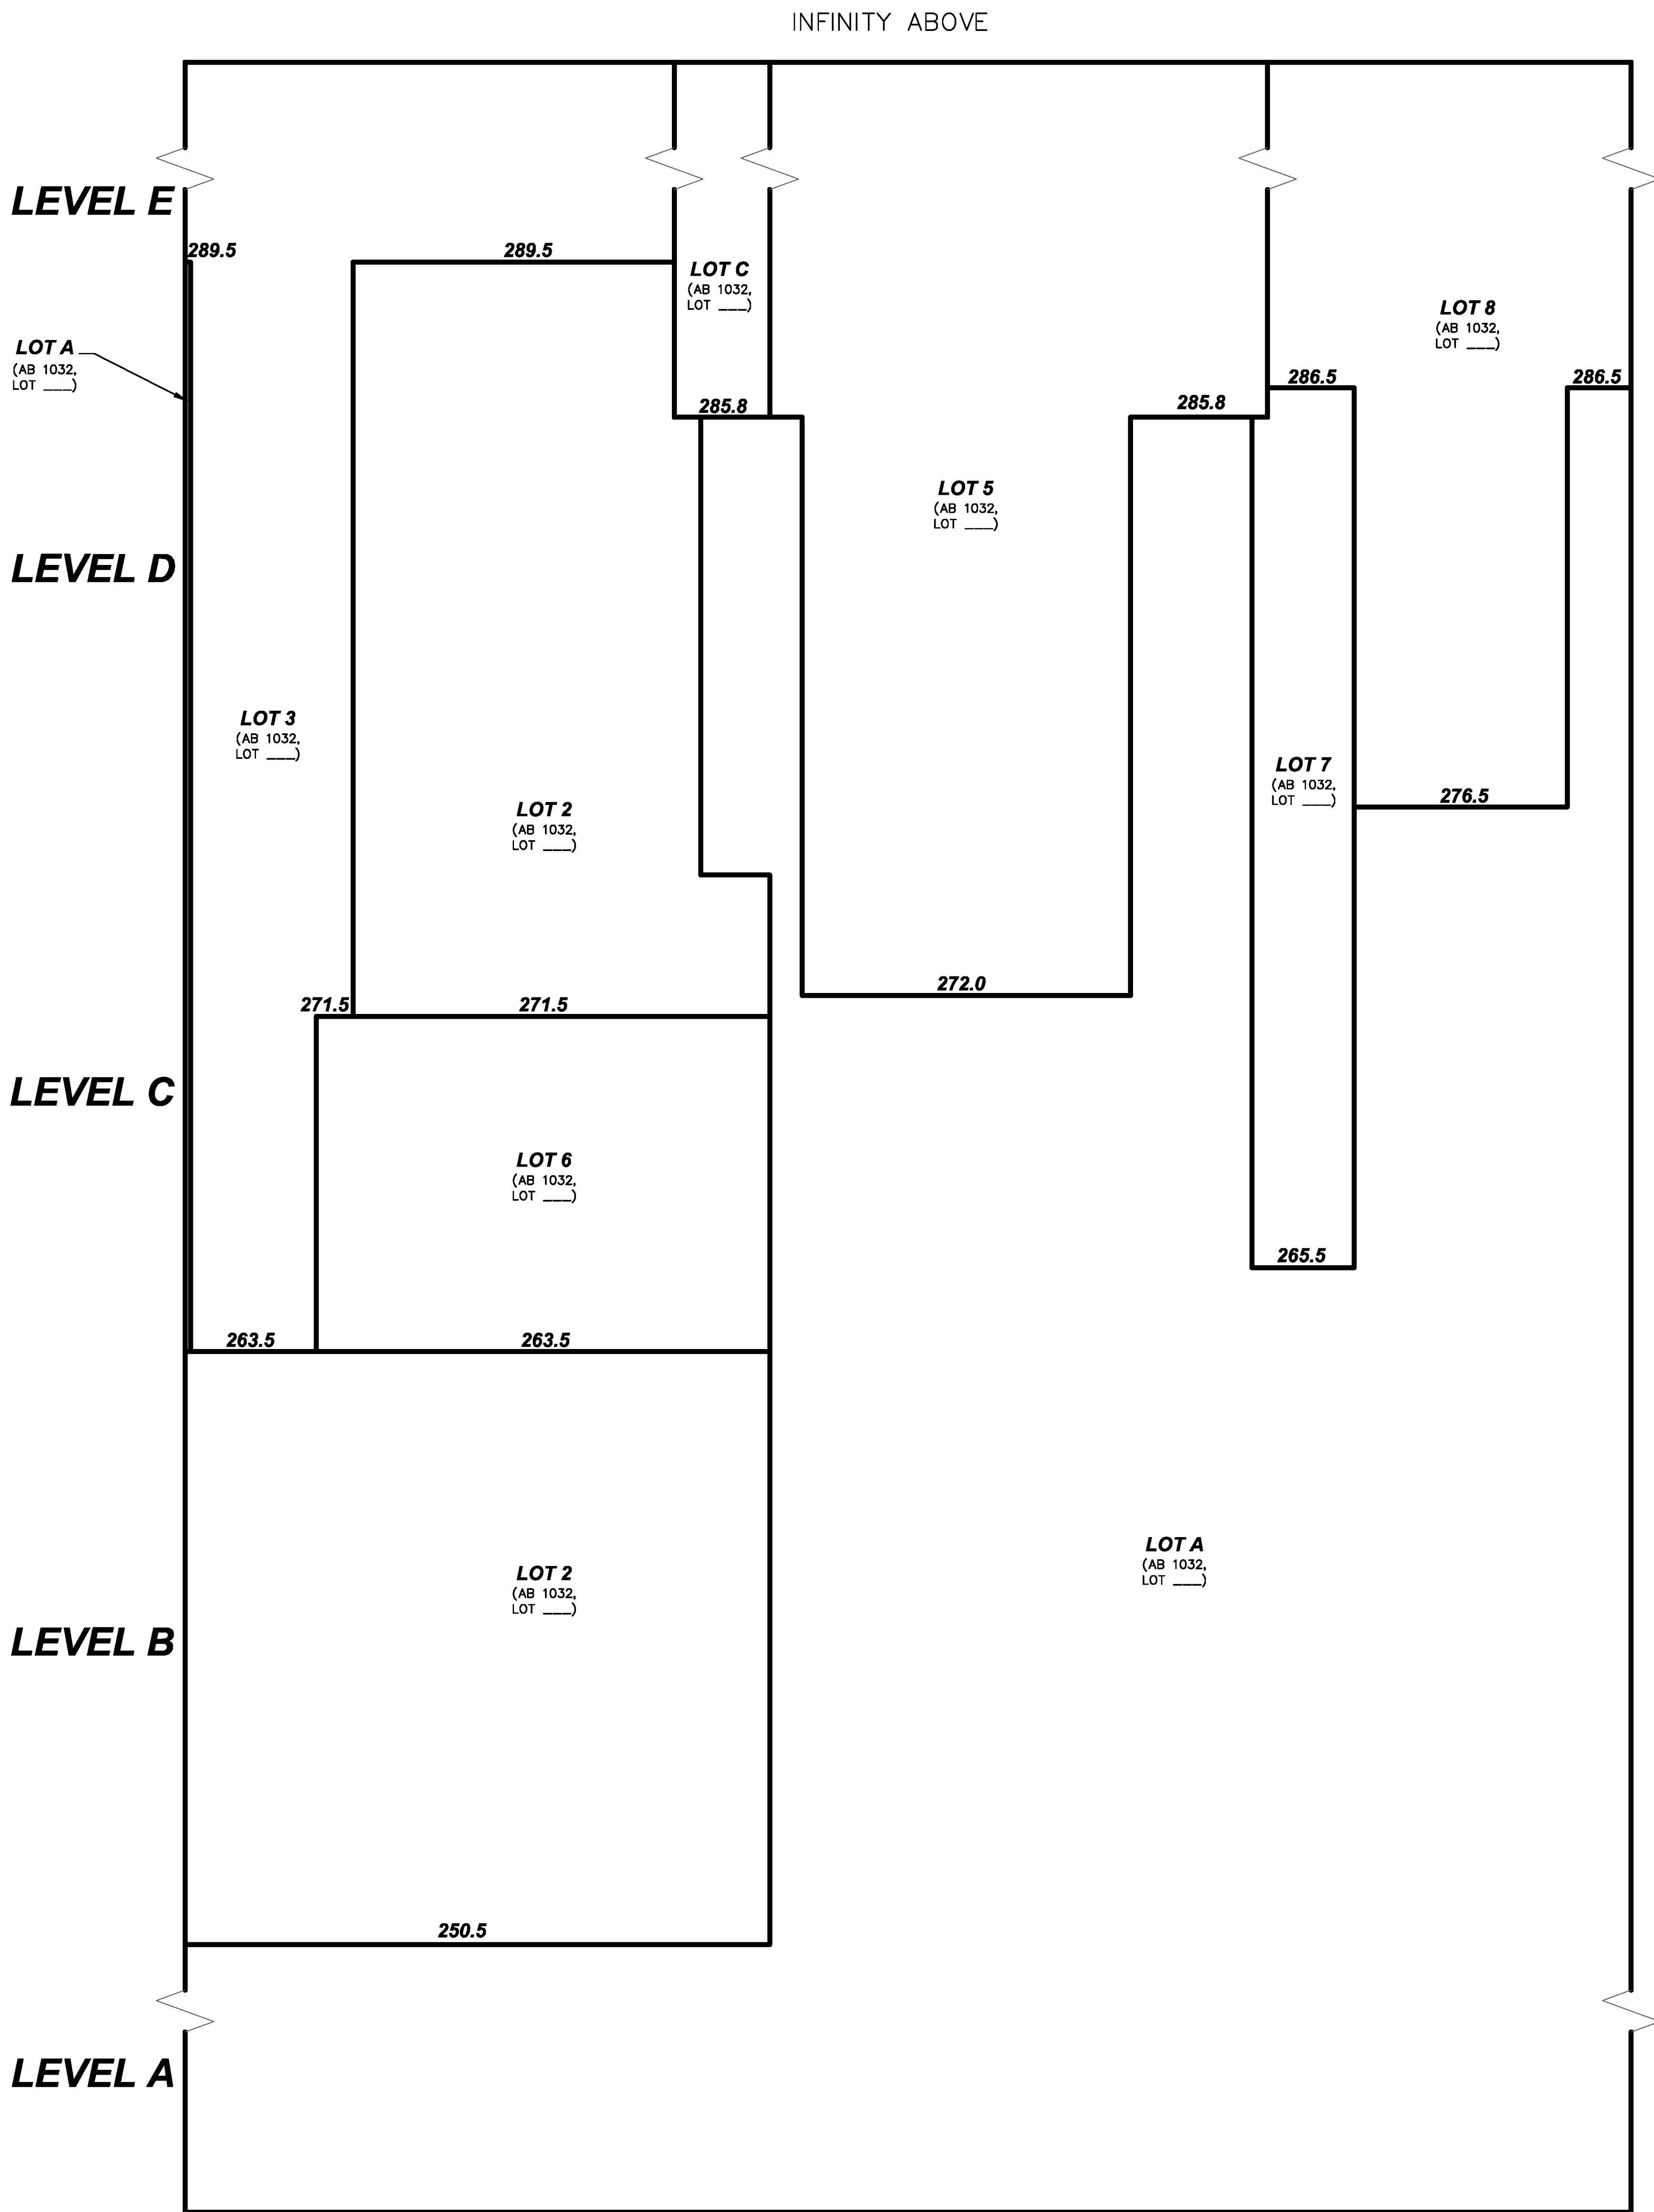 INFINITY ABOVE
LEVEL E
289.5
289.5
LOT C
(AB 1032,
LOT ___)
LOT 8
(AB 1032,
LOT ___)
LOT A
(AB 1032,
LOT ___)
286.5
286.5
285.8
285.8
LOT 5
(AB 1032,
LOT ___)
LEVEL D
LOT 3
(AB 1032,
LOT ___)
LOT 7
(AB 1032,
LOT ___)
276.5
LOT 2
(AB 1032,
LOT ___)
272.0
271.5
271.5
LEVEL C
LOT 6
(AB 1032,
LOT ___)
265.5
263.5
263.5
LOT A
(AB 1032,
LOT ___)
LOT 2
(AB 1032,
LOT ___)
LEVEL B
250.5
LEVEL A